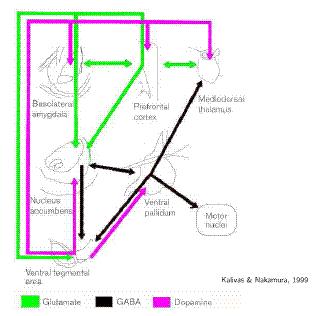 Basolateral
amygdala
Prefrontal
cortex
Mediodorsal
thalamus
Nucleus
accumbens
Ventral
pallidum
Motor
nuclei
Ventral tegmental
area
Kalivas & Nakamura, 1999
Glutamate
GABA
Dopamine